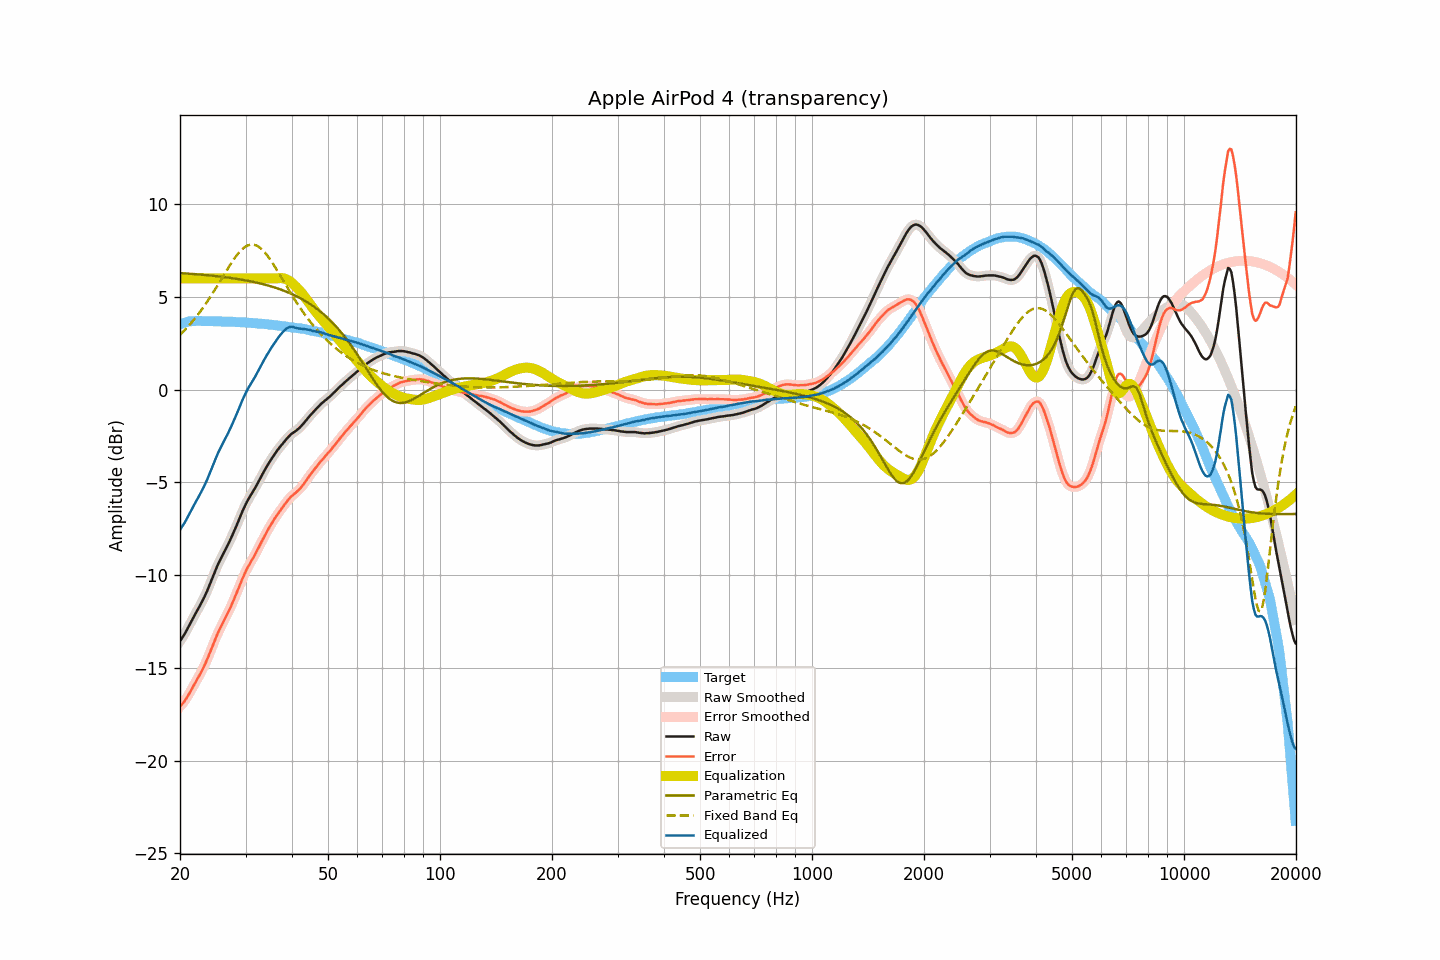 Apple AirPod 4 (transparency)
10
5
0
−5
−10
−15
−20
−25
Amplitude (dBr)
Target
Raw Smoothed
Error Smoothed
Raw
Error
Equalization
Parametric Eq
Fixed Band Eq
Equalized
20 50 100 200 500 1000 2000 5000 10000 20000
Frequency (Hz)